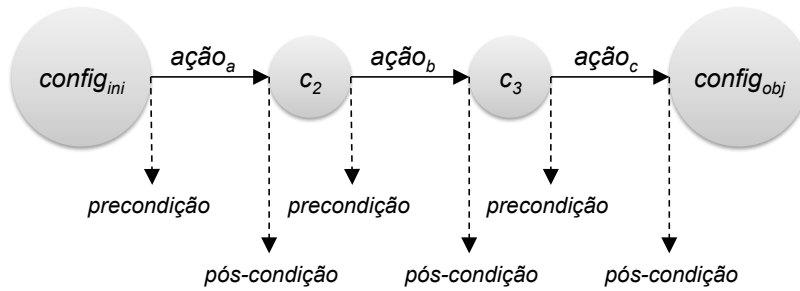 ação_a
ação_b
ação_c
config_ini
c_2
c_3
config_obj
precondição
precondição
precondição
pós-condição
pós-condição
pós-condição